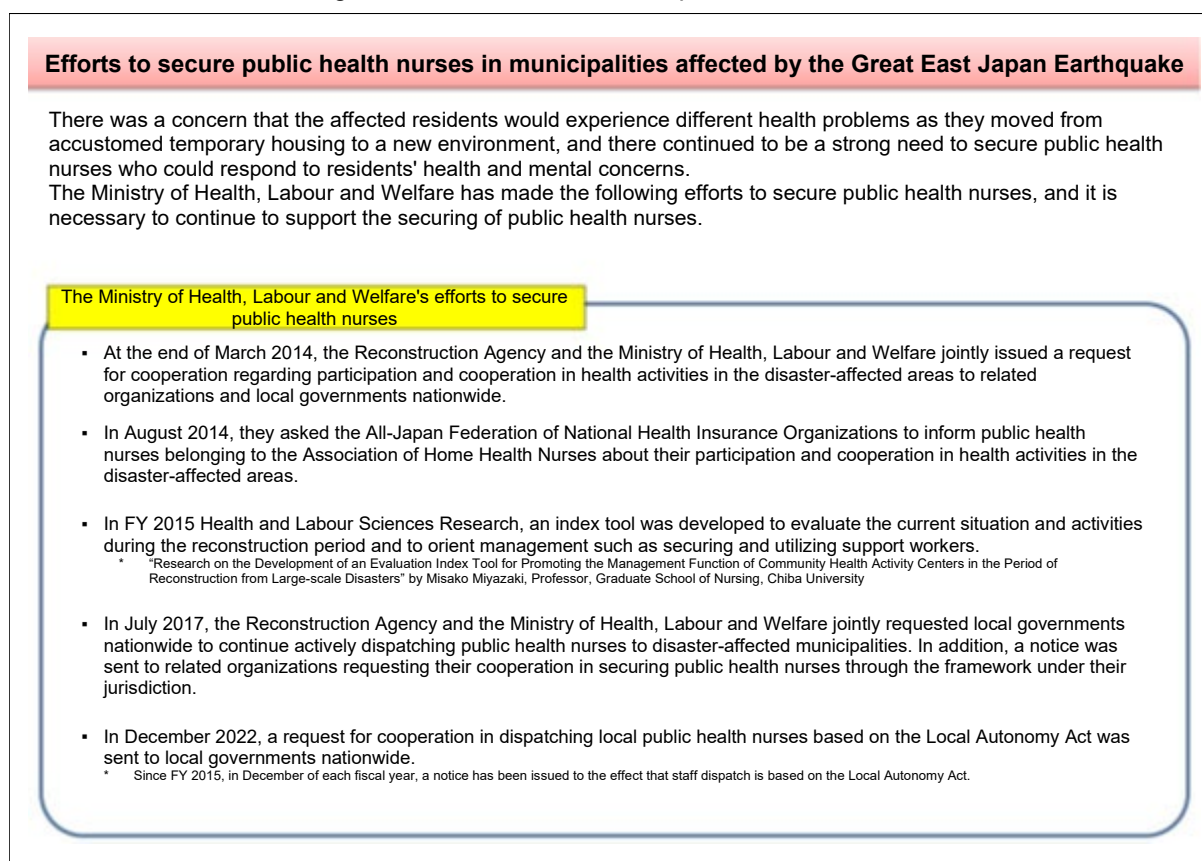 Efforts to secure public health nurses in municipalities affected by the Great East Japan Earthquake
There was a concern that the affected residents would experience different health problems as they moved from
accustomed temporary housing to a new environment, and there continued to be a strong need to secure public health
nurses who could respond to residents' health and mental concerns.
The Ministry of Health, Labour and Welfare has made the following efforts to secure public health nurses, and it is
necessary to continue to support the securing of public health nurses.
The Ministry of Health, Labour and Welfare's efforts to secure
public health nurses
▪ At the end of March 2014, the Reconstruction Agency and the Ministry of Health, Labour and Welfare jointly issued a request
for cooperation regarding participation and cooperation in health activities in the disaster-affected areas to related
organizations and local governments nationwide.
▪ In August 2014, they asked the All-Japan Federation of National Health Insurance Organizations to inform public health
nurses belonging to the Association of Home Health Nurses about their participation and cooperation in health activities in the
disaster-affected areas.
▪ In FY 2015 Health and Labour Sciences Research, an index tool was developed to evaluate the current situation and activities
during the reconstruction period and to orient management such as securing and utilizing support workers.
* “Research on the Development of an Evaluation Index Tool for Promoting the Management Function of Community Health Activity Centers in the Period of
Reconstruction from Large-scale Disasters” by Misako Miyazaki, Professor, Graduate School of Nursing, Chiba University
▪ In July 2017, the Reconstruction Agency and the Ministry of Health, Labour and Welfare jointly requested local governments
nationwide to continue actively dispatching public health nurses to disaster-affected municipalities. In addition, a notice was
sent to related organizations requesting their cooperation in securing public health nurses through the framework under their
jurisdiction.
▪ In December 2022, a request for cooperation in dispatching local public health nurses based on the Local Autonomy Act was
sent to local governments nationwide.
* Since FY 2015, in December of each fiscal year, a notice has been issued to the effect that staff dispatch is based on the Local Autonomy Act.